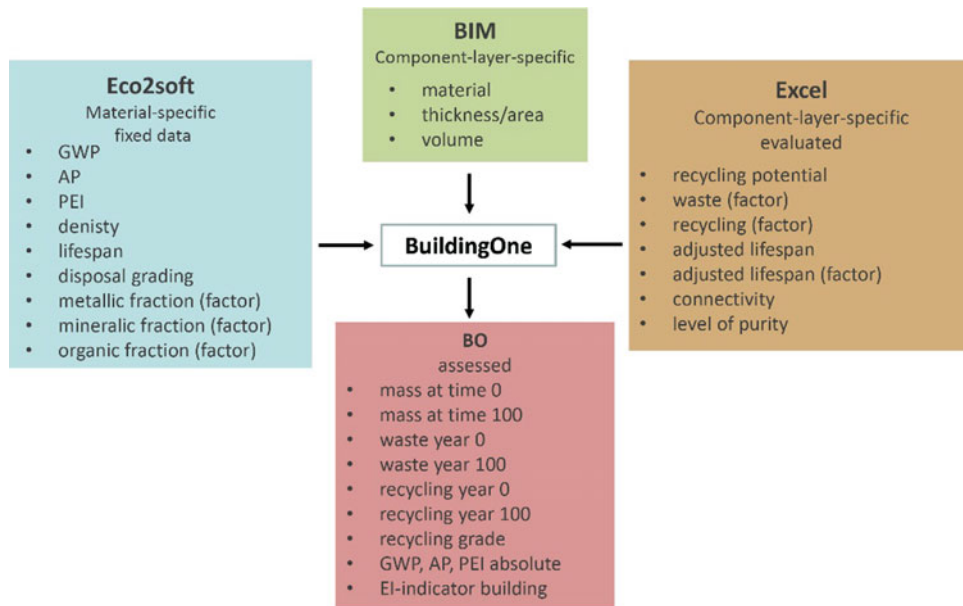 BIM
Component-layer-specific
• material
• thickness/area
• volume
Eco2soft
Material-specific
fixed data
• GWP
• AP
• PEI
• denisty
• lifespan
• disposal grading
• metallic fraction (factor)
• mineralic fraction (factor)
• organic fraction (factor)
Excel
Component-layer-specific
evaluated
• recycling potential
• waste (factor)
• recycling (factor)
• adjusted lifespan
• adjusted lifespan (factor)
• connectivity
• level of purity
BuildingOne
BO
assessed
• mass at time 0
• mass at time 100
• waste year 0
• waste year 100
• recycling year 0
• recycling year 100
• recycling grade
• GWP, AP, PEI absolute
• EI-indicator building